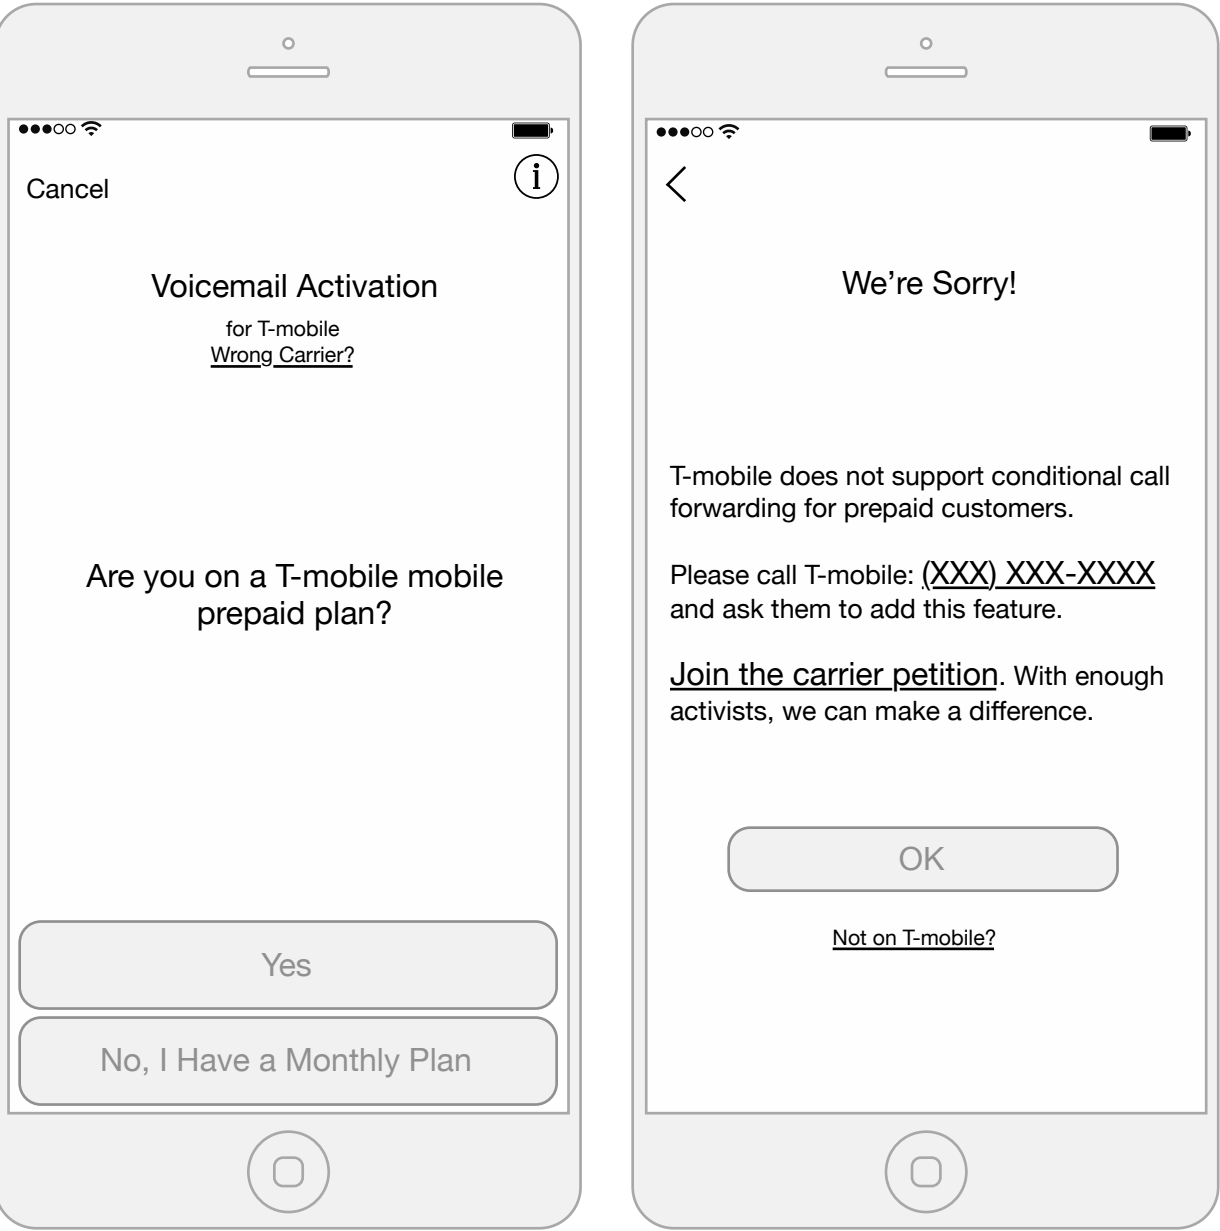 Cancel
i
Voicemail Activation
for T-mobile
Wrong Carrier?
Are you on a T-mobile mobile
prepaid plan?
Yes
No, I Have a Monthly Plan
We’re Sorry!
T-mobile does not support conditional call
forwarding for prepaid customers.
Please call T-mobile: (XXX) XXX-XXXX
and ask them to add this feature.
Join the carrier petition. With enough
activists, we can make a difference.
OK
Not on T-mobile?